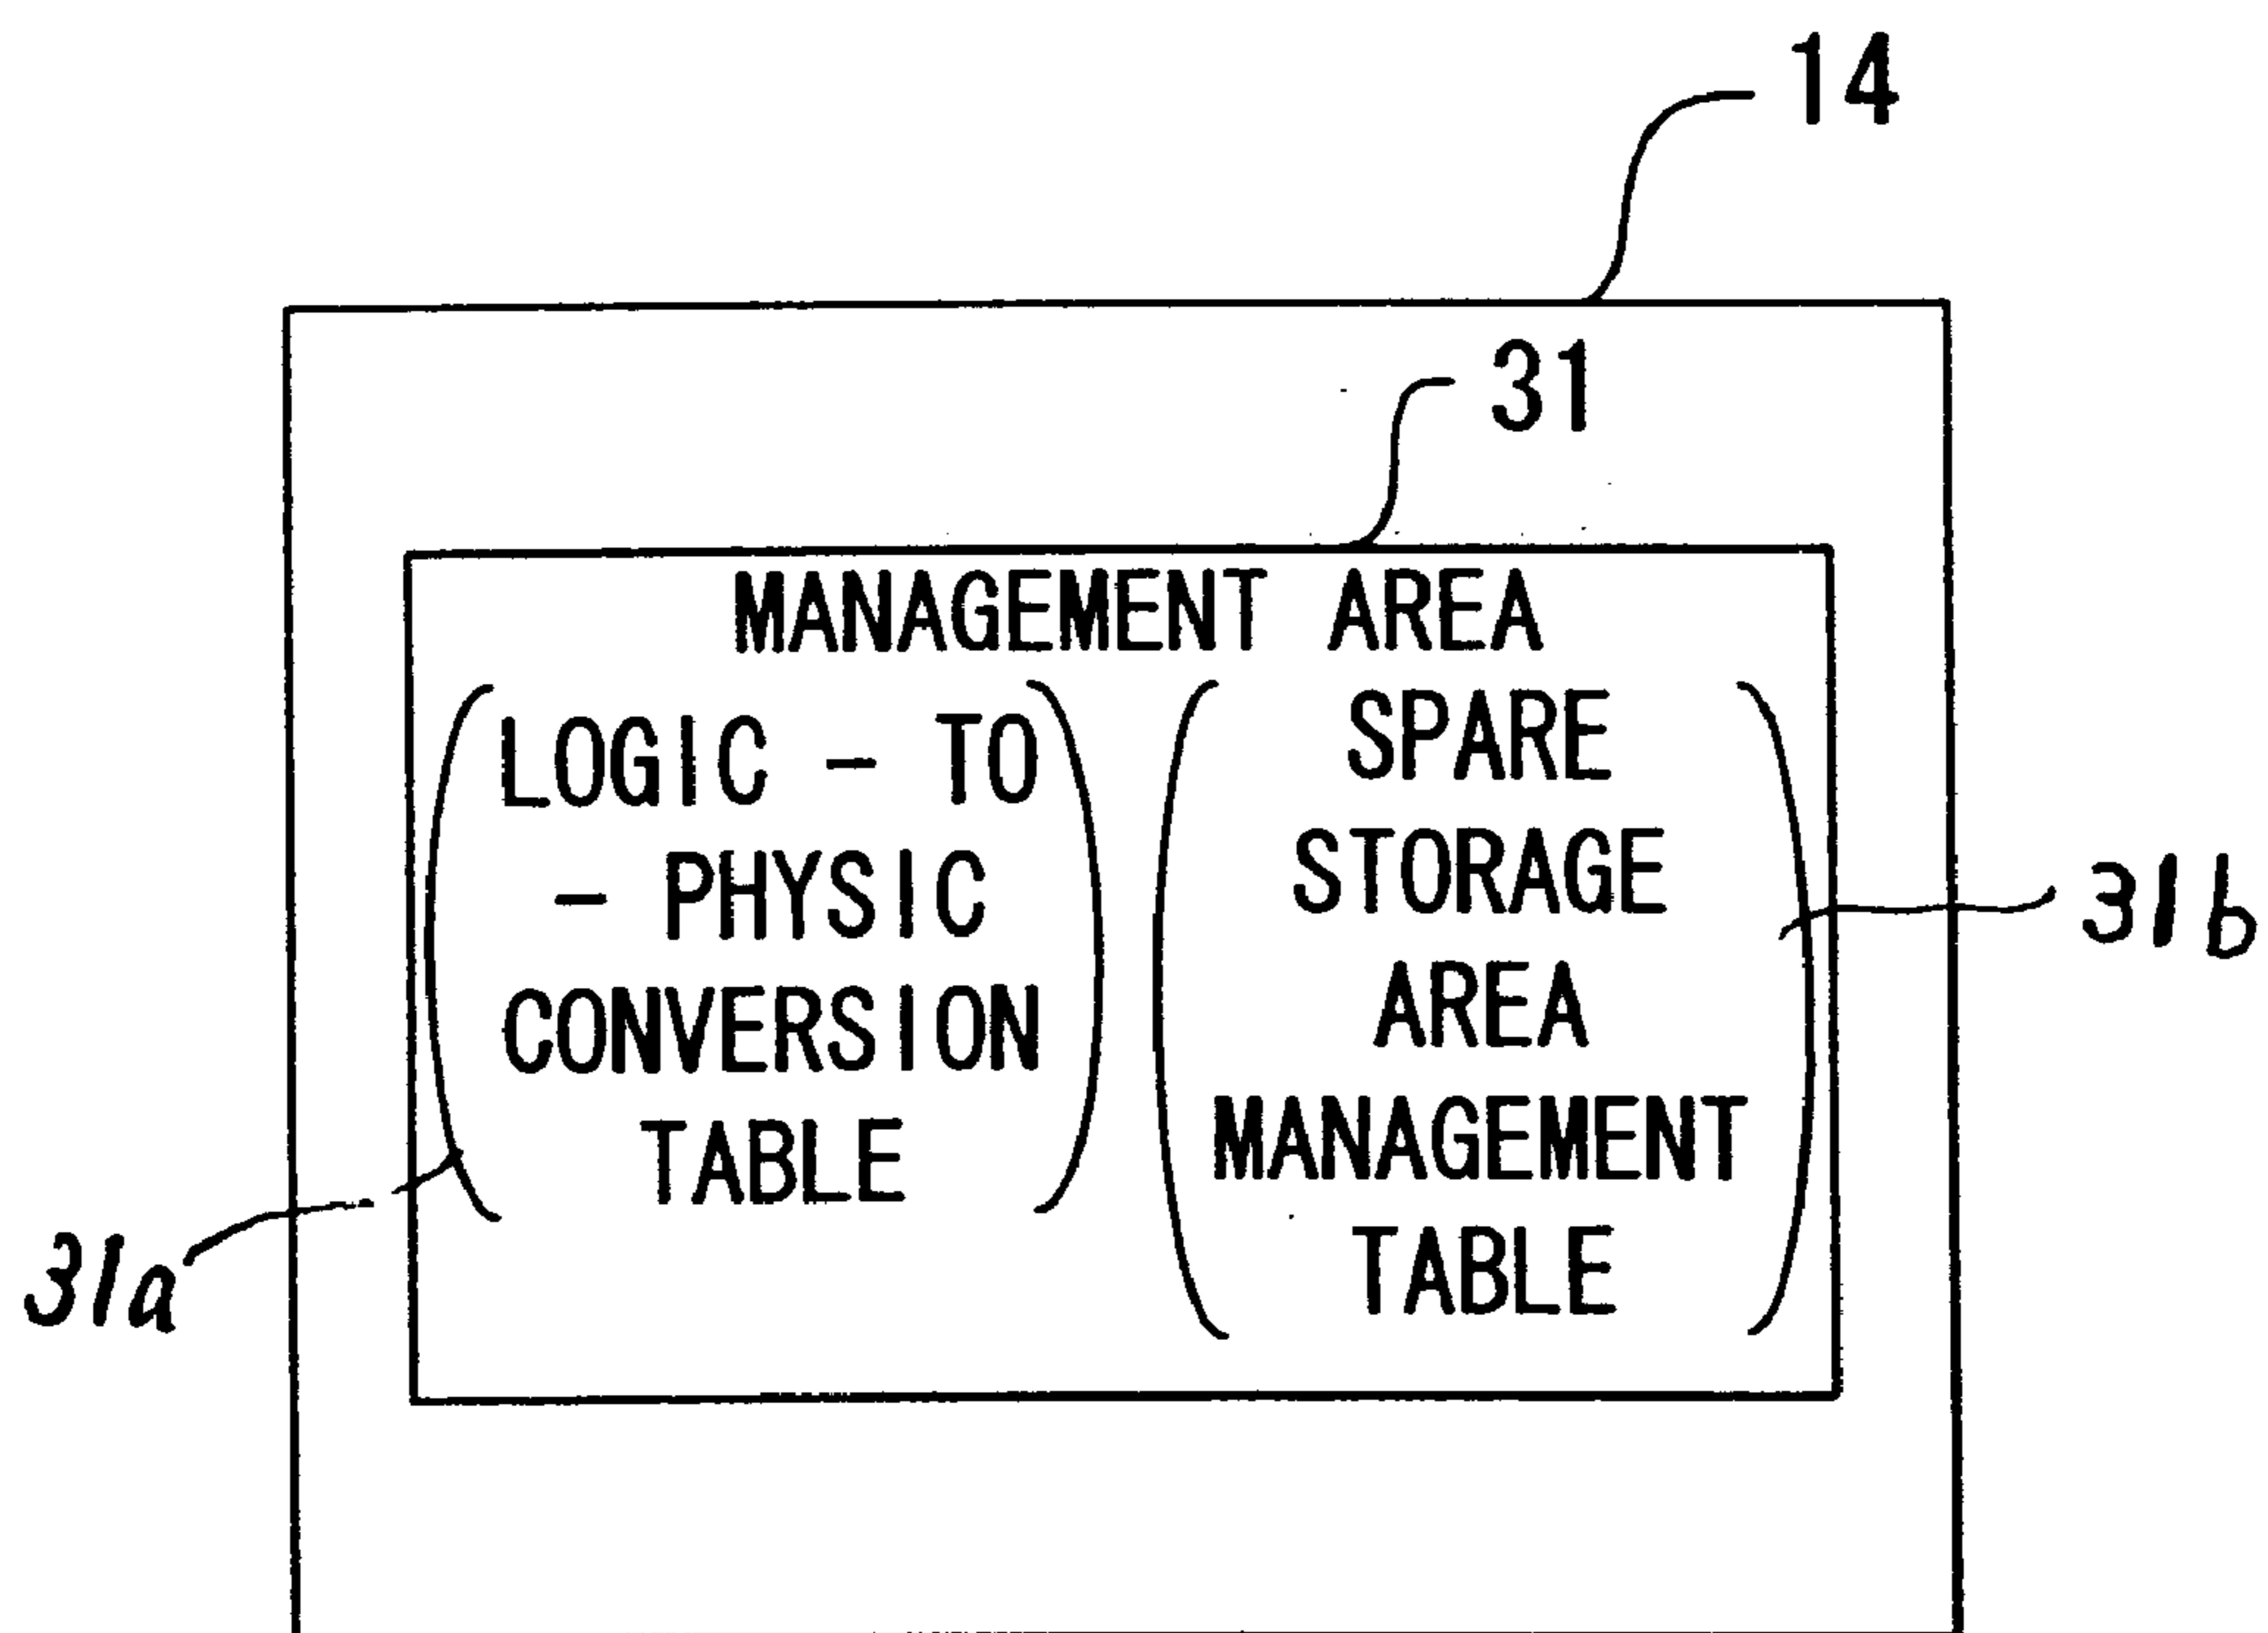 14
31
MANAGEMENT AREA
LOGIC - TO
- PHYSIC
CONVERSION
TABLE
SPARE
STORAGE
AREA
MANAGEMENT
TABLE
31b
31a